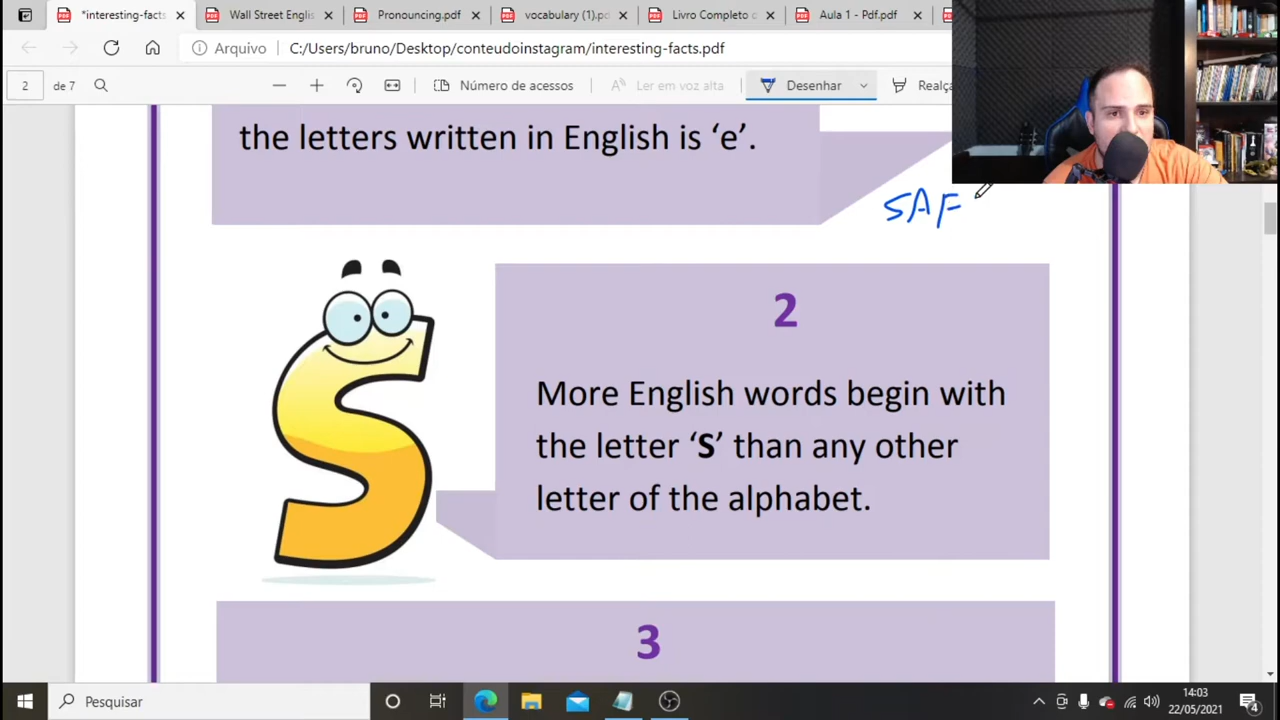 *interesting-facts
Wall Street Englis
Pronouncing.pdf
vocabulary (1).pd
Livro Completo d
Aula 1 - Pdf.pdf
Arquivo
C:/Users/bruno/Desktop/conteudoinstagram/interesting-facts.pdf
2 de 7
Número de acessos
Ler em voz alta
Desenhar
Realça
the letters written in English is ‘e’.
SAF
2
More English words begin with
the letter ‘S’ than any other
letter of the alphabet.
3
Pesquisar
14:03
22/05/2021
4